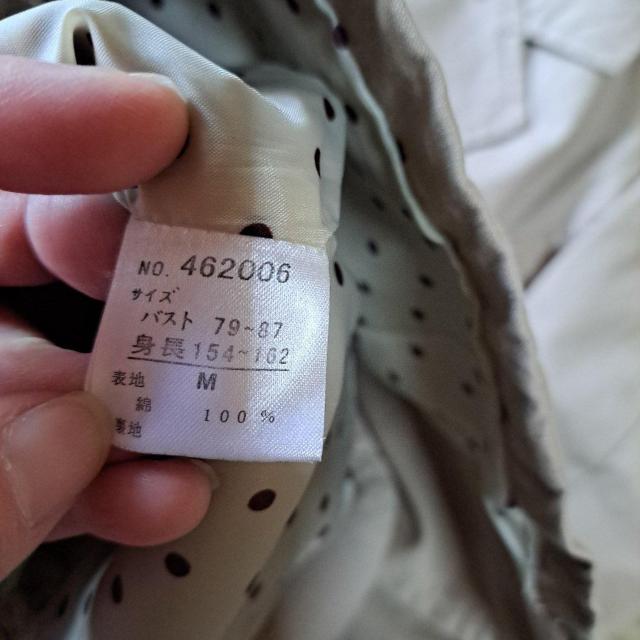 NO. 462006
サイズ
バスト 79~87
身長 154~162
M
表地
綿 100%
裏地